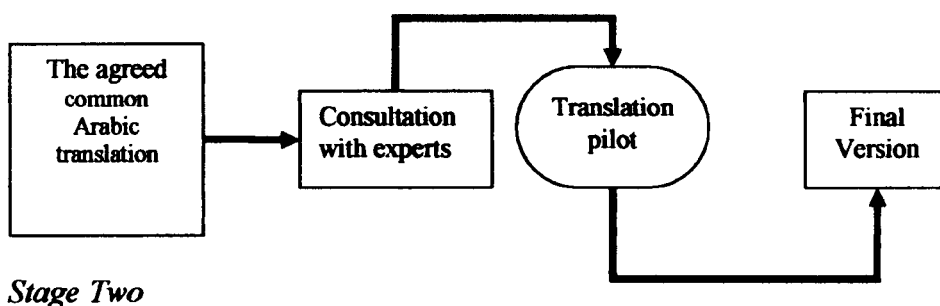 The agreed
common
Arabic
translation
Consultation
with experts
Translation
pilot
Final
Version
Stage Two